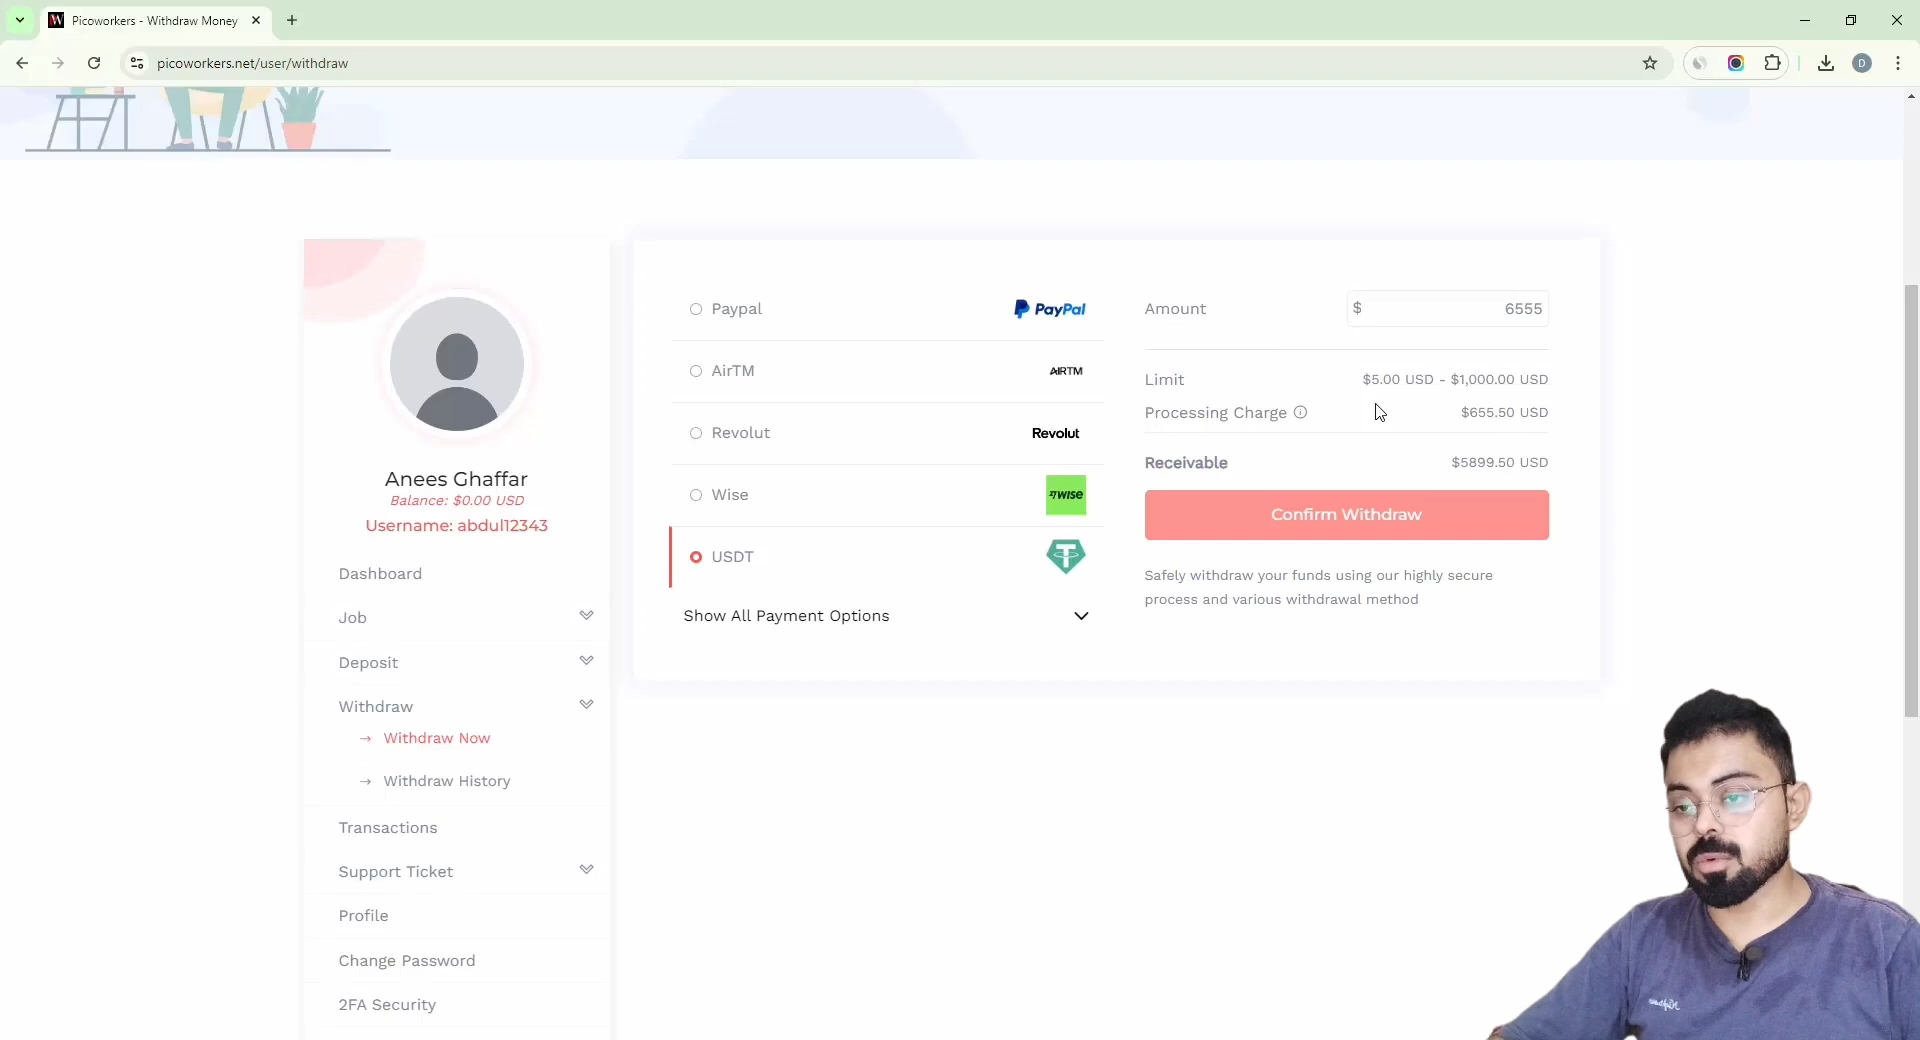 Picoworkers - Withdraw Money
picoworkers.net/user/withdraw
D
Anees Ghaffar
Balance: $0.00 USD
Username: abdul12343
Dashboard
Job
Deposit
Withdraw
→ Withdraw Now
→ Withdraw History
Transactions
Support Ticket
Profile
Change Password
2FA Security
Paypal PayPal
AirTM AIRTM
Revolut Revolut
Wise WISE
USDT
Show All Payment Options
Amount $ 6555
Limit $5.00 USD - $1,000.00 USD
Processing Charge $655.50 USD
Receivable $5899.50 USD
Confirm Withdraw
Safely withdraw your funds using our highly secure
process and various withdrawal method